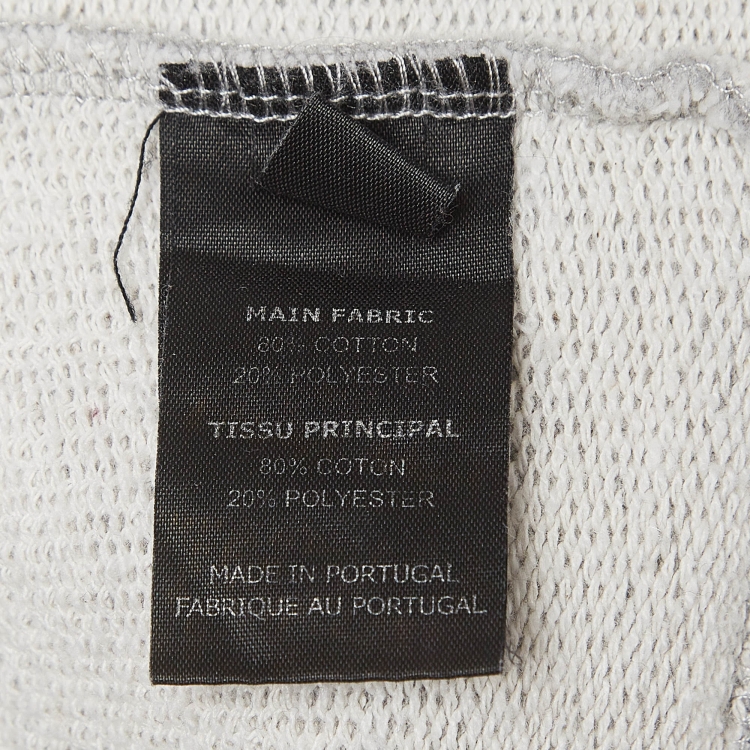 MAIN FABRIC
80% COTTON
20% POLYESTER
TISSU PRINCIPAL
80% COTON
20% POLYESTER
MADE IN PORTUGAL
FABRIQUE AU PORTUGAL